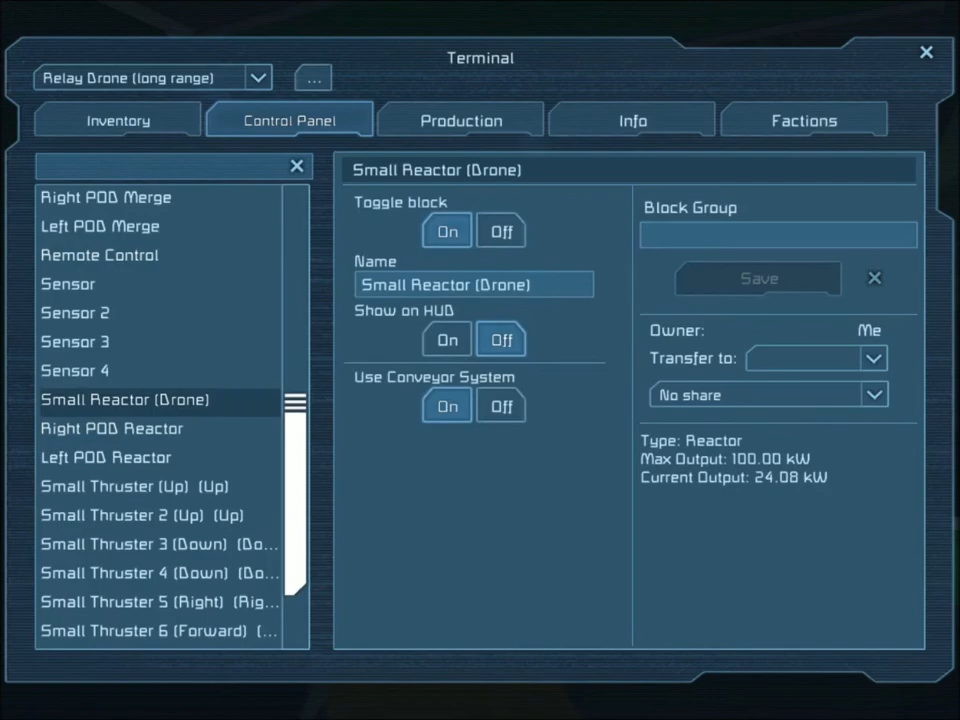 Terminal
Relay Drone (long range)
...
Inventory
Control Panel
Production
Info
Factions
Right POD Merge
Left POD Merge
Remote Control
Sensor
Sensor 2
Sensor 3
Sensor 4
Small Reactor (Drone)
Right POD Reactor
Left POD Reactor
Small Thruster (Up) (Up)
Small Thruster 2 (Up) (Up)
Small Thruster 3 (Down) (Do...
Small Thruster 4 (Down) (Do...
Small Thruster 5 (Right) (Rig...
Small Thruster 6 (Forward) (...
Small Reactor (Drone)
Toggle block
On Off
Name
Small Reactor (Drone)
Show on HUD
On Off
Use Conveyor System
On Off
Block Group
Save
Owner: Me
Transfer to:
No share
Type: Reactor
Max Output: 100.00 kW
Current Output: 24.08 kW